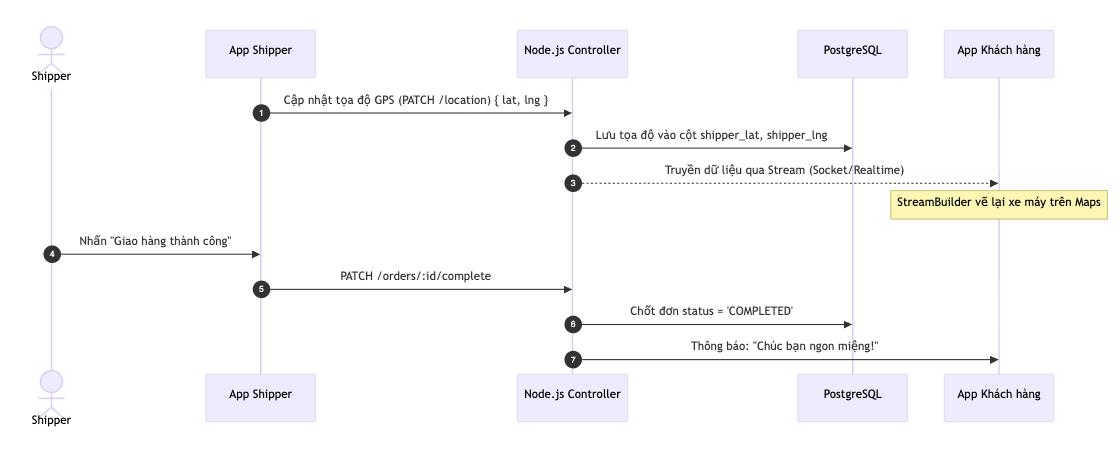 Shipper
App Shipper
Node.js Controller
PostgreSQL
App Khách hàng
1
Cập nhật tọa độ GPS (PATCH /location) { lat, lng }
2
Lưu tọa độ vào cột shipper_lat, shipper_lng
3
Truyền dữ liệu qua Stream (Socket/Realtime)
StreamBuilder vẽ lại xe máy trên Maps
4
Nhấn "Giao hàng thành công"
5
PATCH /orders/:id/complete
6
Chốt đơn status = 'COMPLETED'
7
Thông báo: "Chúc bạn ngon miệng!"
Shipper
App Shipper
Node.js Controller
PostgreSQL
App Khách hàng